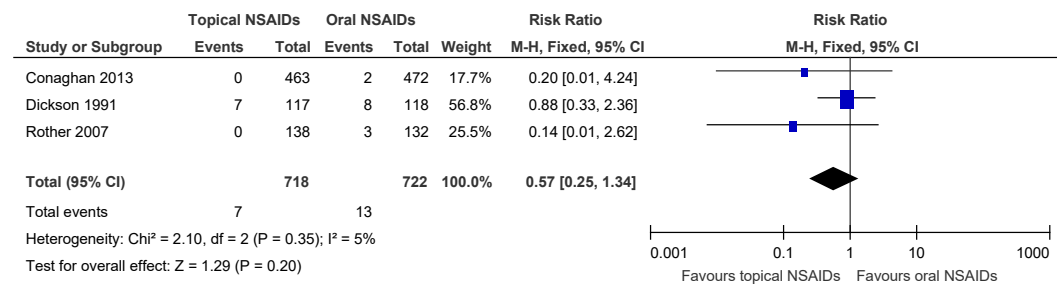 Topical NSAIDs Oral NSAIDs Risk Ratio Risk Ratio
Study or Subgroup Events Total Events Total Weight M-H, Fixed, 95% CI M-H, Fixed, 95% CI
Conaghan 2013 0 463 2 472 17.7% 0.20 [0.01, 4.24]
Dickson 1991 7 117 8 118 56.8% 0.88 [0.33, 2.36]
Rother 2007 0 138 3 132 25.5% 0.14 [0.01, 2.62]
Total (95% CI) 718 722 100.0% 0.57 [0.25, 1.34]
Total events 7 13
Heterogeneity: Chi² = 2.10, df = 2 (P = 0.35); I² = 5%
Test for overall effect: Z = 1.29 (P = 0.20)
0.001 0.1 1 10 1000
Favours topical NSAIDs Favours oral NSAIDs